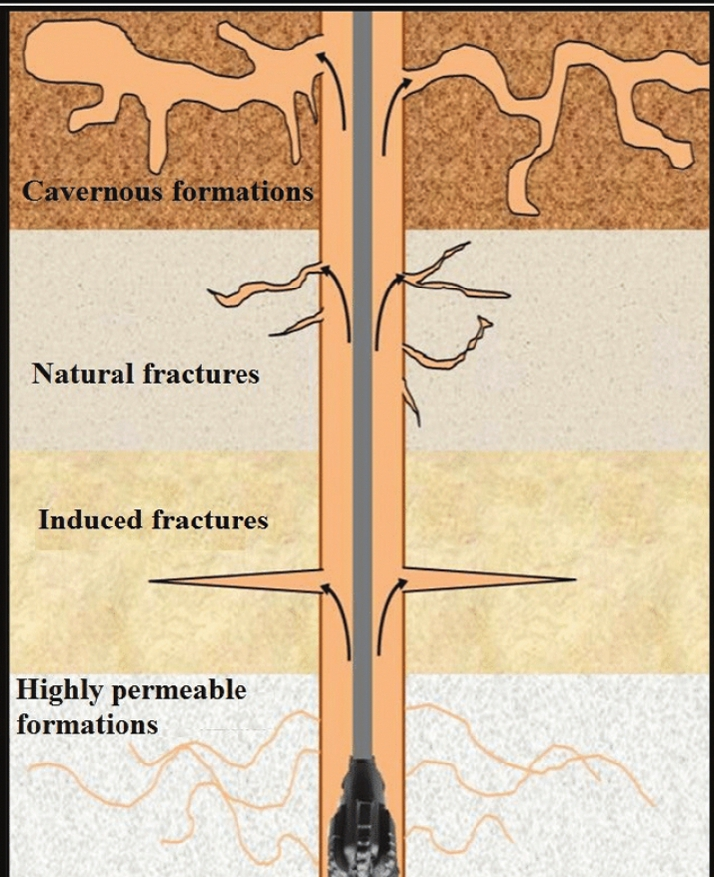 Cavernous formations
Natural fractures
Induced fractures
Highly permeable
formations